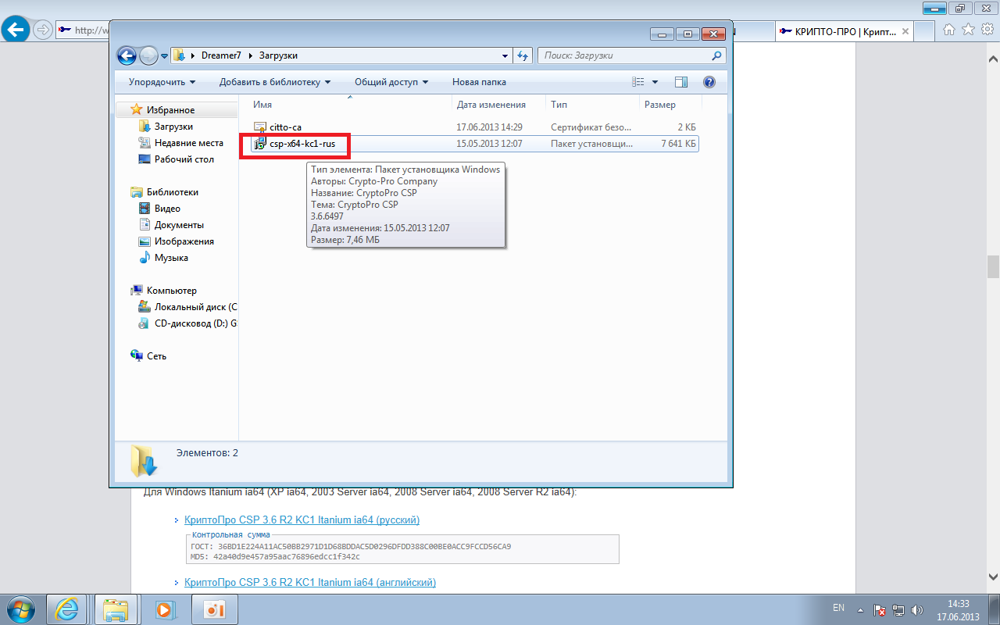 http://w
N
КРИПТО-ПРО | Крипт...
Dreamer7
Загрузки
Поиск: Загрузки
Упорядочить
Добавить в библиотеку
Общий доступ
Новая папка
Избранное
Загрузки
Недавние места
Рабочий стол
Библиотеки
Видео
Документы
Изображения
Музыка
Компьютер
Локальный диск (C
CD-дисковод (D:) G
Сеть
Имя
Дата изменения
Тип
Размер
citto-ca
17.06.2013 14:29
Сертификат безо...
2 КБ
csp-x64-kc1-rus
15.05.2013 12:07
Пакет установщи...
7 641 КБ
Тип элемента: Пакет установщика Windows
Авторы: Crypto-Pro Company
Название: CryptoPro CSP
Тема: CryptoPro CSP
3.6.6497
Дата изменения: 15.05.2013 12:07
Размер: 7,46 МБ
Элементов: 2
Для Windows Itanium ia64 (XP ia64, 2003 Server ia64, 2008 Server ia64, 2008 Server R2 ia64):
КриптоПро CSP 3.6 R2 KC1 Itanium ia64 (русский)
Контрольная сумма
ГОСТ: 36BD1E224A11AC50BB2971D1D68BDDAC5D0296DFDD388C00BE0ACC9FCCD56CA9
MD5: 42a40d9e457a95aac76896edcc1f342c
КриптоПро CSP 3.6 R2 KC1 Itanium ia64 (английский)
EN
14:33
17.06.2013